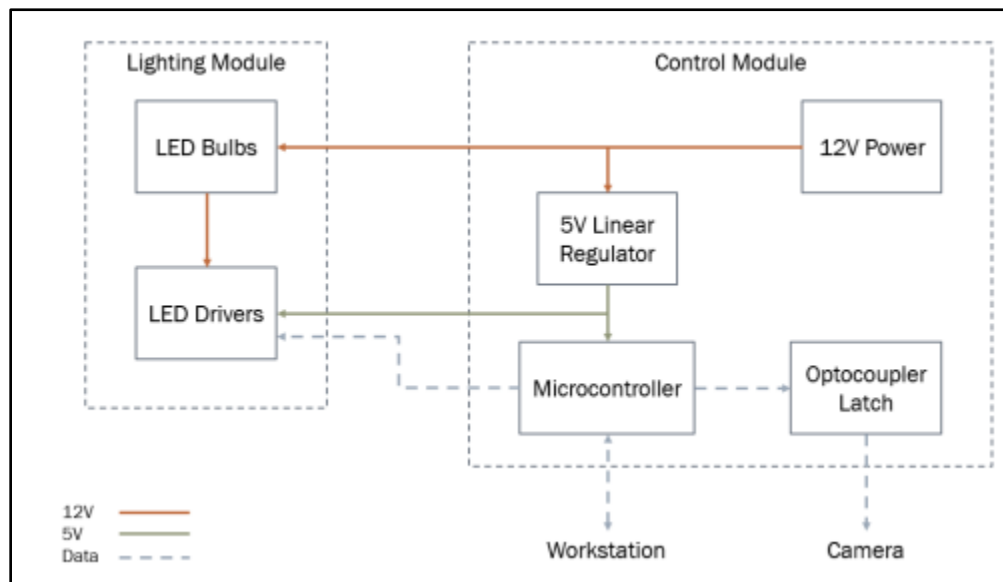 Lighting Module
Control Module
LED Bulbs
12V Power
5V Linear
Regulator
LED Drivers
Microcontroller
Optocoupler
Latch
12V
5V
Data
Workstation
Camera